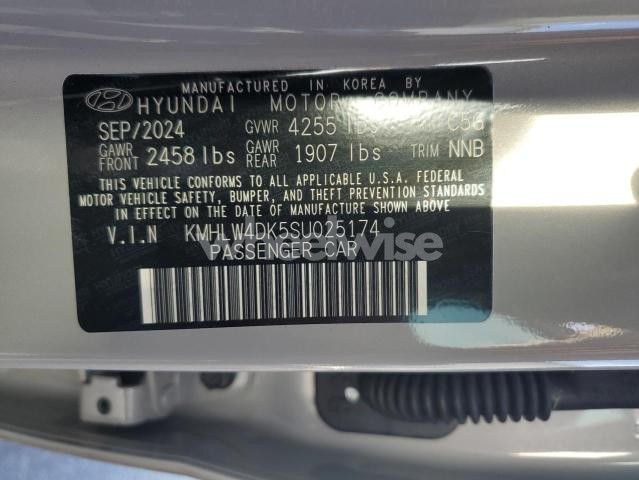 MANUFACTURED IN KOREA BY
HYUNDAI MOTOR COMPANY
SEP/2024 GVWR 4255 lbs C5G
GAWR FRONT 2458 lbs GAWR REAR 1907 lbs TRIM NNB
THIS VEHICLE CONFORMS TO ALL APPLICABLE U.S.A. FEDERAL
MOTOR VEHICLE SAFETY, BUMPER, AND THEFT PREVENTION STANDARDS
IN EFFECT ON THE DATE OF MANUFACTURE SHOWN ABOVE.
V.I.N KMHLW4DK5SU025174
PASSENGER CAR